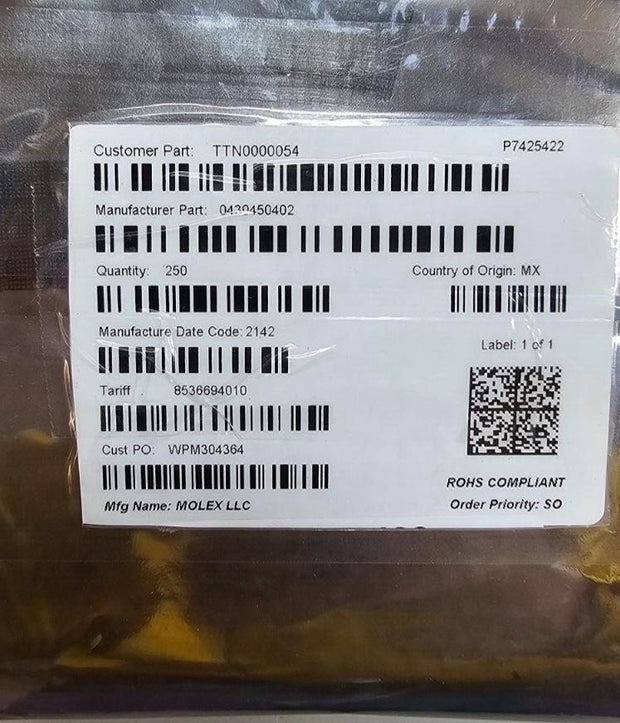 Customer Part: TTN0000054
P7425422
Manufacturer Part: 0430450402
Quantity: 250
Country of Origin: MX
Manufacture Date Code: 2142
Label: 1 of 1
Tariff . 8536694010
Cust PO: WPM304364
ROHS COMPLIANT
Mfg Name: MOLEX LLC
Order Priority: SO